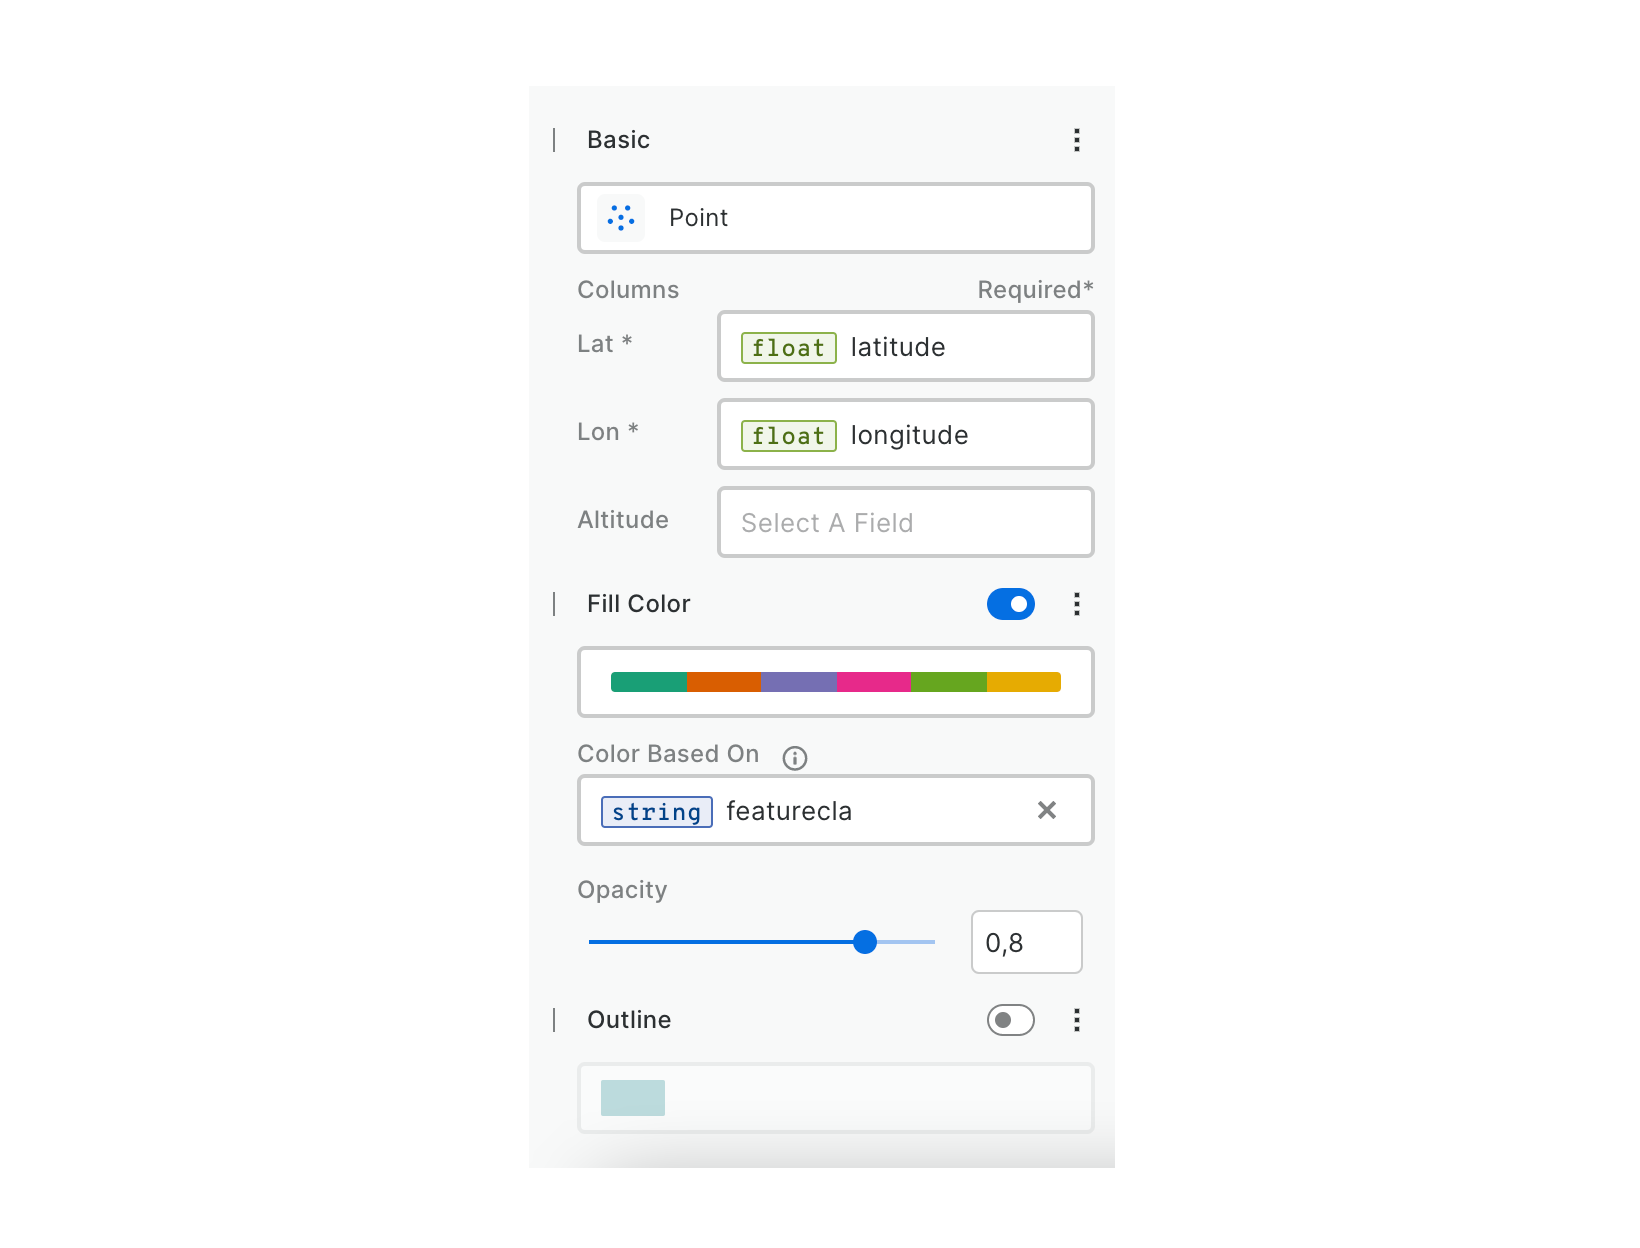 Basic
Point
Columns Required*
Lat * float latitude
Lon * float longitude
Altitude Select A Field
Fill Color
Color Based On
string featurecla
Opacity
0,8
Outline